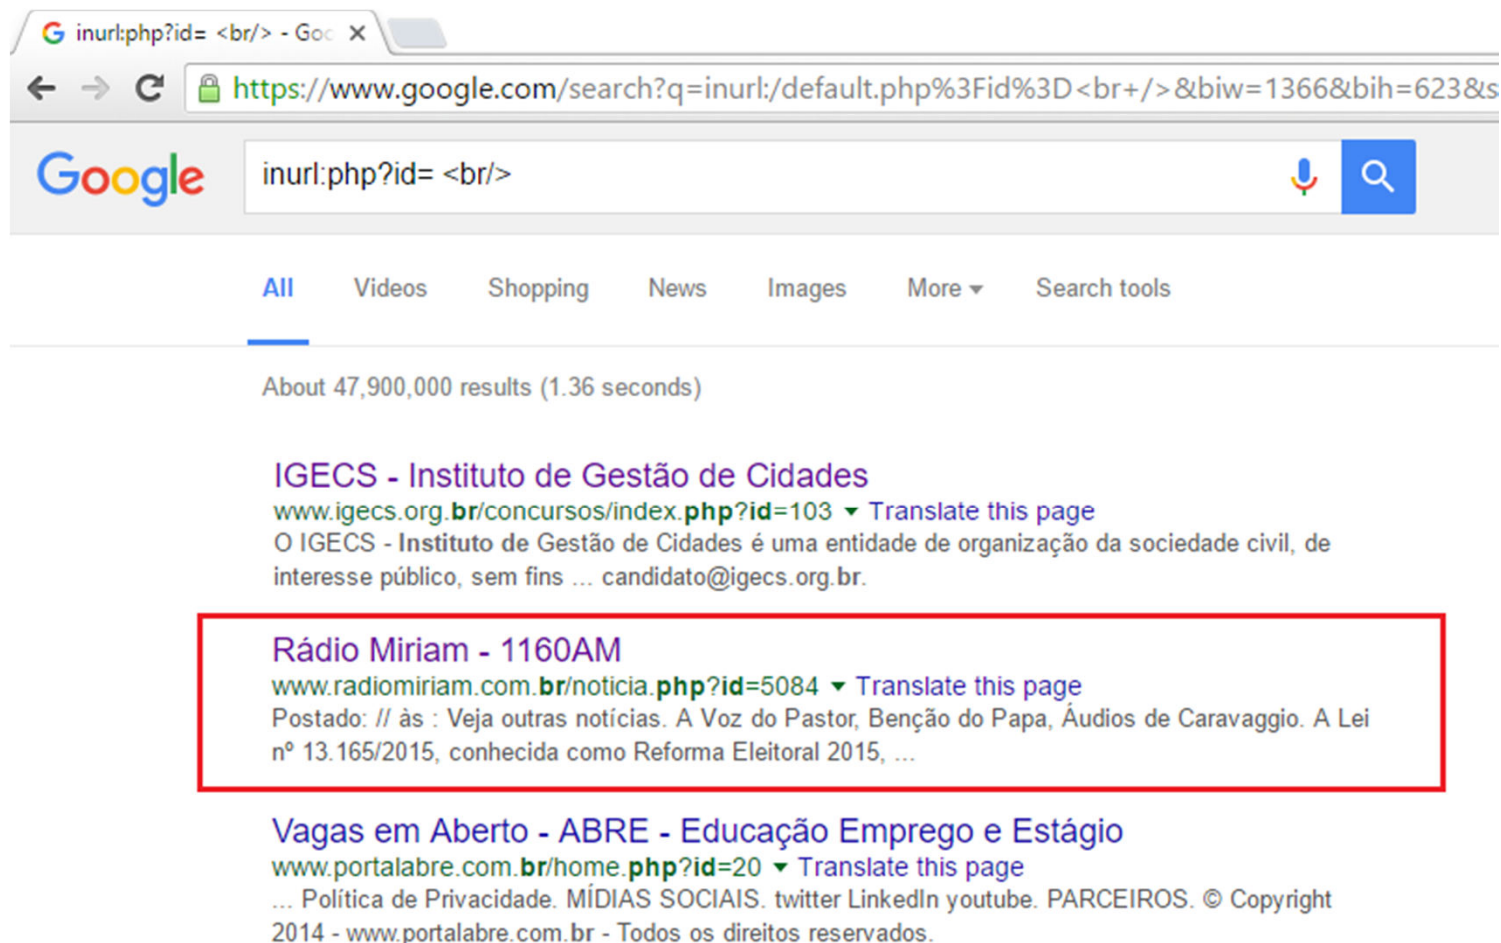 inurl:php?id= <br/> - Goo
https://www.google.com/search?q=inurl:/default.php%3Fid%3D<br+/>&biw=1366&bih=623&s
Google
inurl:php?id= <br/>
All Videos Shopping News Images More Search tools
About 47,900,000 results (1.36 seconds)
IGECS - Instituto de Gestão de Cidades
www.igecs.org.br/concursos/index.php?id=103 Translate this page
O IGECS - Instituto de Gestão de Cidades é uma entidade de organização da sociedade civil, de
interesse público, sem fins ... candidato@igecs.org.br.
Rádio Miriam - 1160AM
www.radiomiriam.com.br/noticia.php?id=5084 Translate this page
Postado: // às : Veja outras notícias. A Voz do Pastor, Benção do Papa, Áudios de Caravaggio. A Lei
nº 13.165/2015, conhecida como Reforma Eleitoral 2015, ...
Vagas em Aberto - ABRE - Educação Emprego e Estágio
www.portalabre.com.br/home.php?id=20 Translate this page
... Política de Privacidade. MÍDIAS SOCIAIS. twitter LinkedIn youtube. PARCEIROS. © Copyright
2014 - www.portalabre.com.br - Todos os direitos reservados.